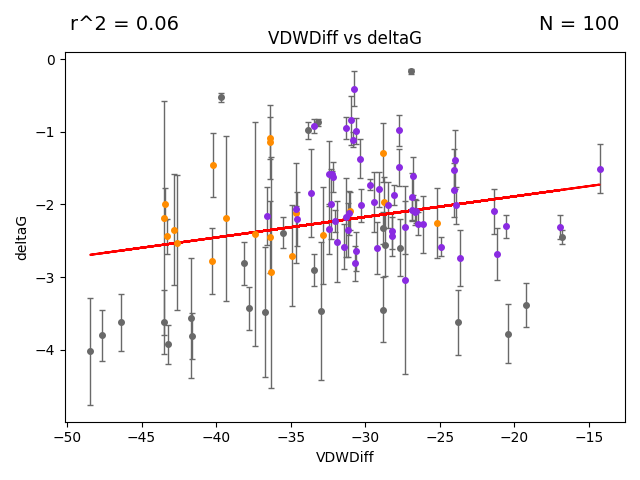 r^2 = 0.06
N = 100
VDWDiff vs deltaG
deltaG
0
−1
−2
−3
−4
−50 −45 −40 −35 −30 −25 −20 −15
VDWDiff